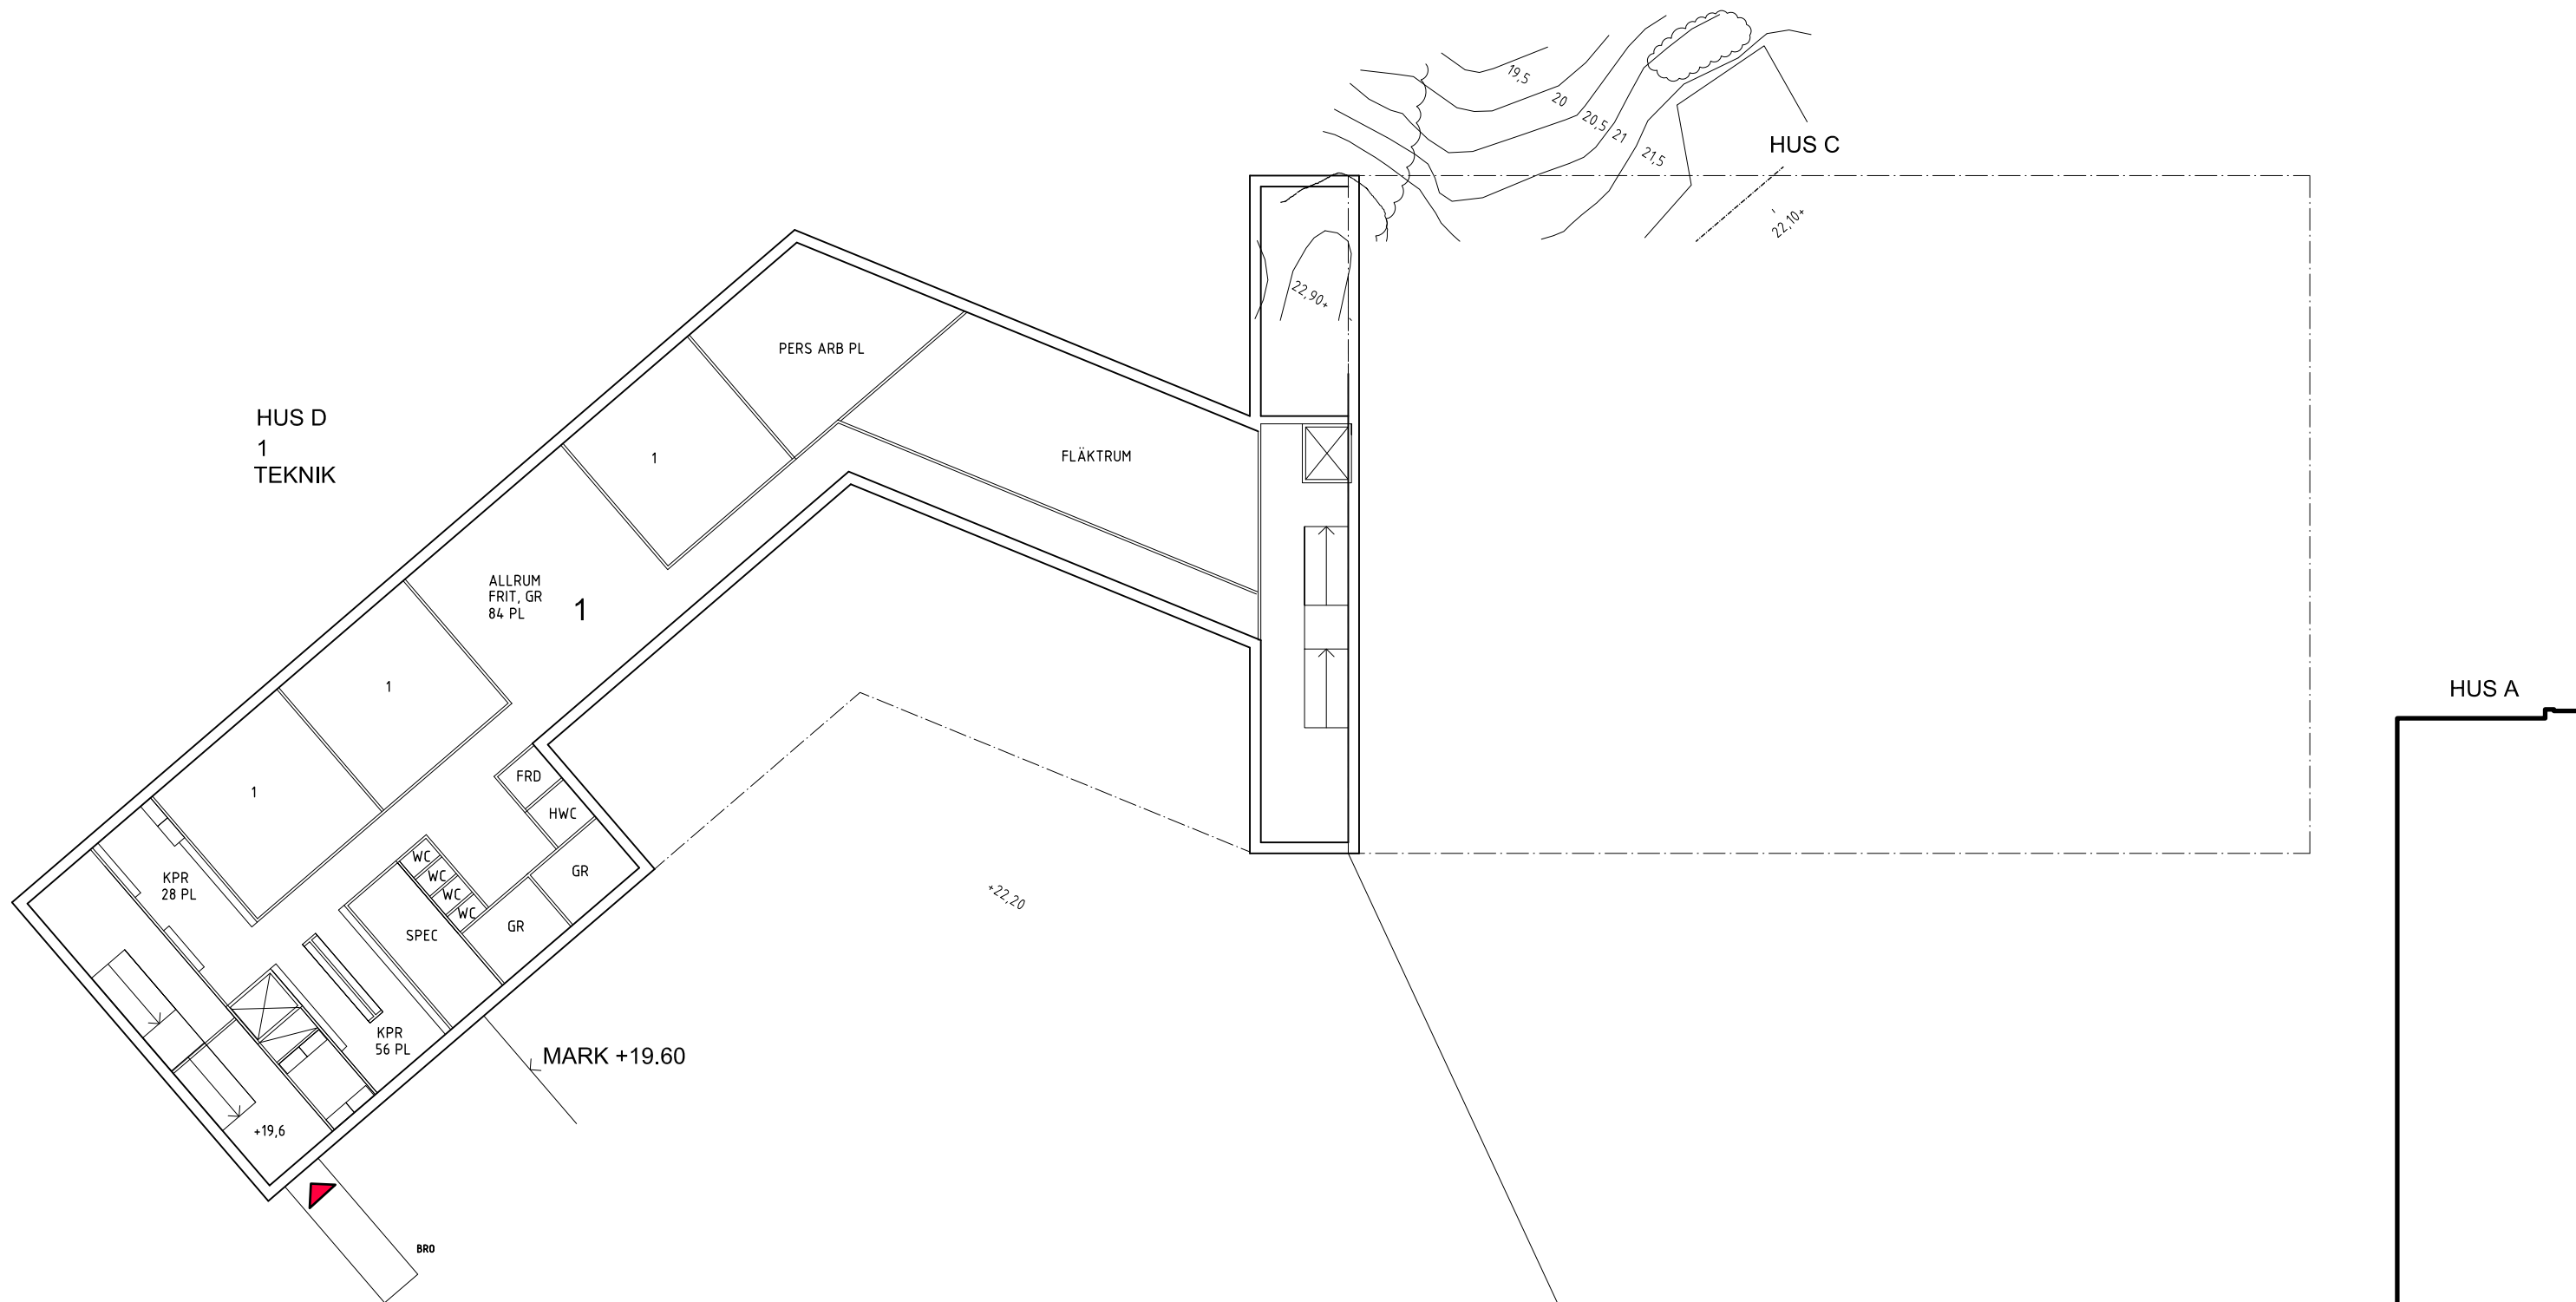 19,5
20
20,5
21
21,5
HUS C
22,10+
22,90+
PERS ARB PL
HUS D
1
TEKNIK
1
FLÄKTRUM
ALLRUM
FRIT, GR
84 PL
1
1
HUS A
1
FRD
HWC
WC
WC
WC
WC
GR
GR
KPR
28 PL
SPEC
+22,20
KPR
56 PL
MARK +19.60
+19,6
BRO